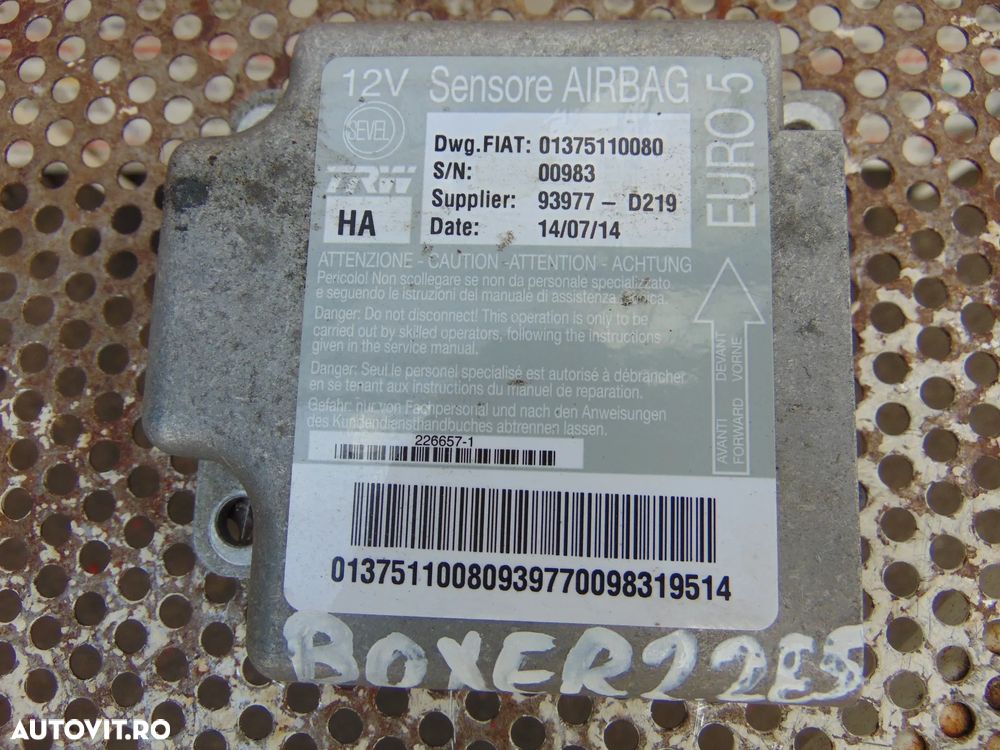 12V Sensore AIRBAG
EURO 5
SEVEL
TRW
HA
Dwg.FIAT: 01375110080
S/N: 00983
Supplier: 93977 - D219
Date: 14/07/14
ATTENZIONE - CAUTION - ATTENTION - ACHTUNG
Pericolo! Non scollegare se non da personale specializzato
e seguendo le istruzioni del manuale di assistenza tecnica.
Danger: Do not disconnect! This operation is only to be
carried out by skilled operators, following the instructions
given in the service manual.
Danger: Seul le personel specialisé est autorisé à débrancher
en se tenant aux instructions du manuel de reparation.
Gefahr: nur von Fachpersonal und nach den Anweisungen
des Kundendiensthandbuches abtrennen lassen.
AVANTI DEVANT
FORWARD VORNE
226657-1
01375110080939770098319514
BOXER 22E5
AUTOVIT.RO